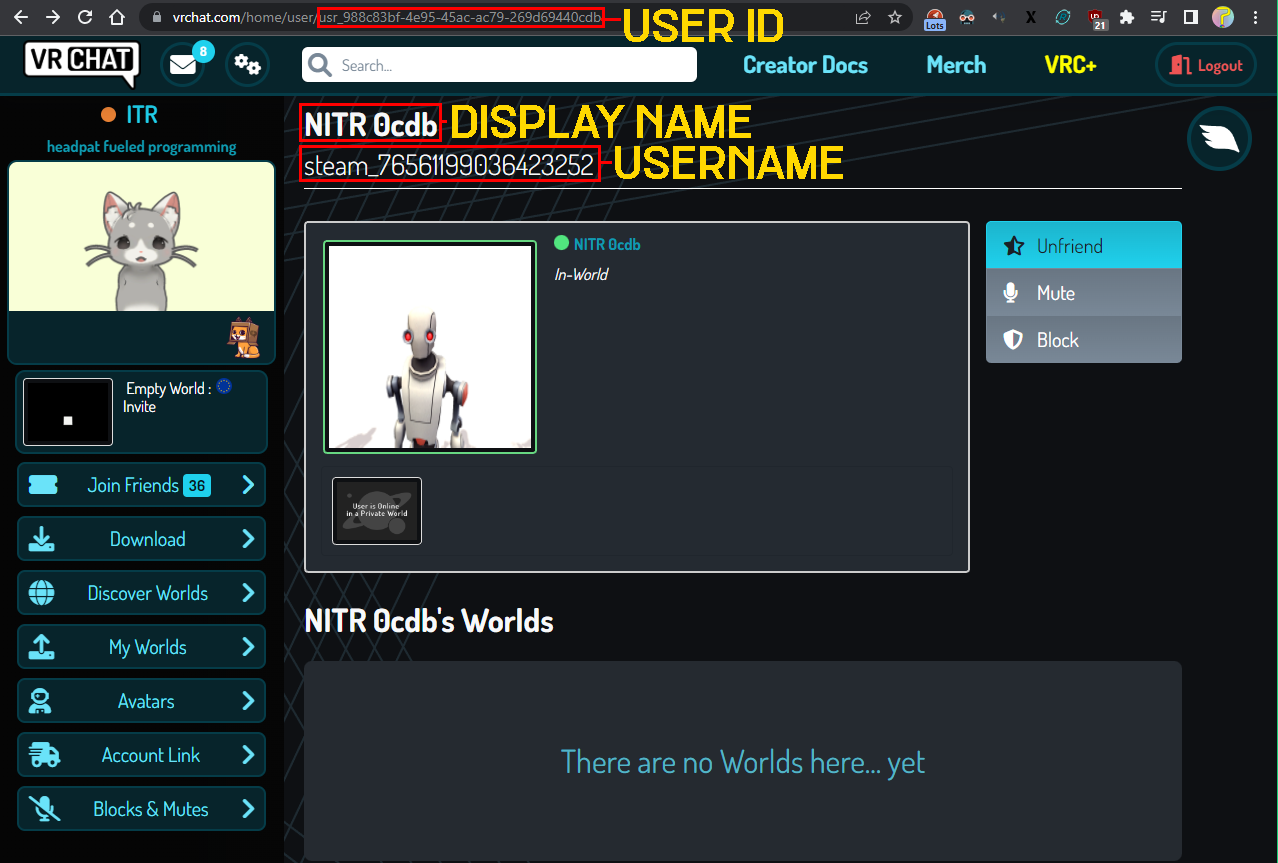 vrchat.com/home/user/usr_988c83bf-4e95-45ac-ac79-269d69440cdb
USER ID
Lots
21
VRCHAT
8
Search...
Creator Docs
Merch
VRC+
Logout
ITR
headpat fueled programming
NITR 0cdb
DISPLAY NAME
steam_76561199036423252
USERNAME
NITR 0cdb
In-World
User is Online
in a Private World
Unfriend
Mute
Block
Empty World :
Invite
Join Friends 36
Download
Discover Worlds
My Worlds
Avatars
Account Link
Blocks & Mutes
NITR 0cdb's Worlds
There are no Worlds here... yet